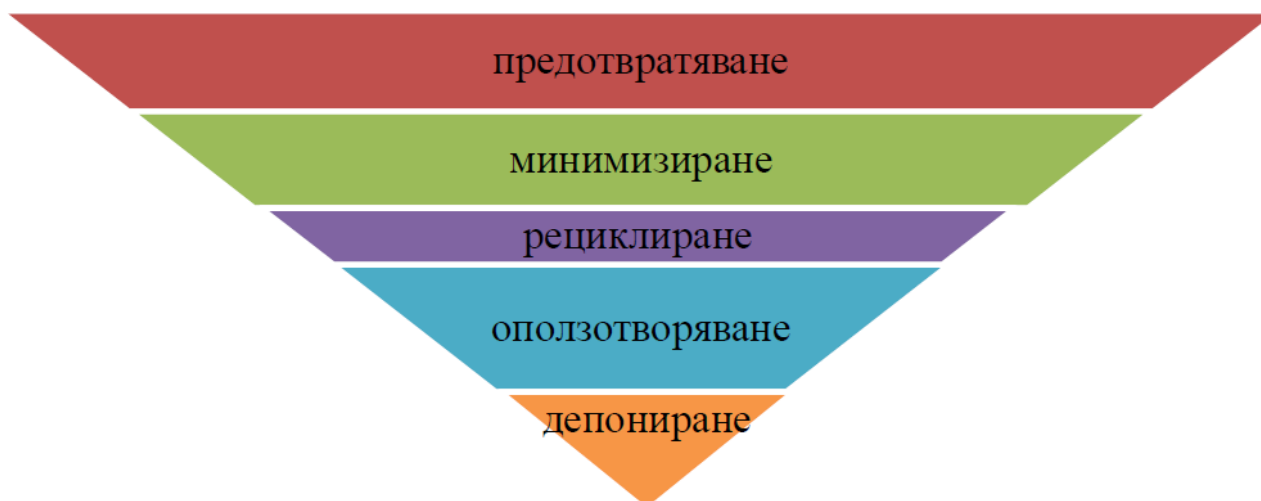 предотвратяване
минимизиране
рециклиране
оползотворяване
депониране